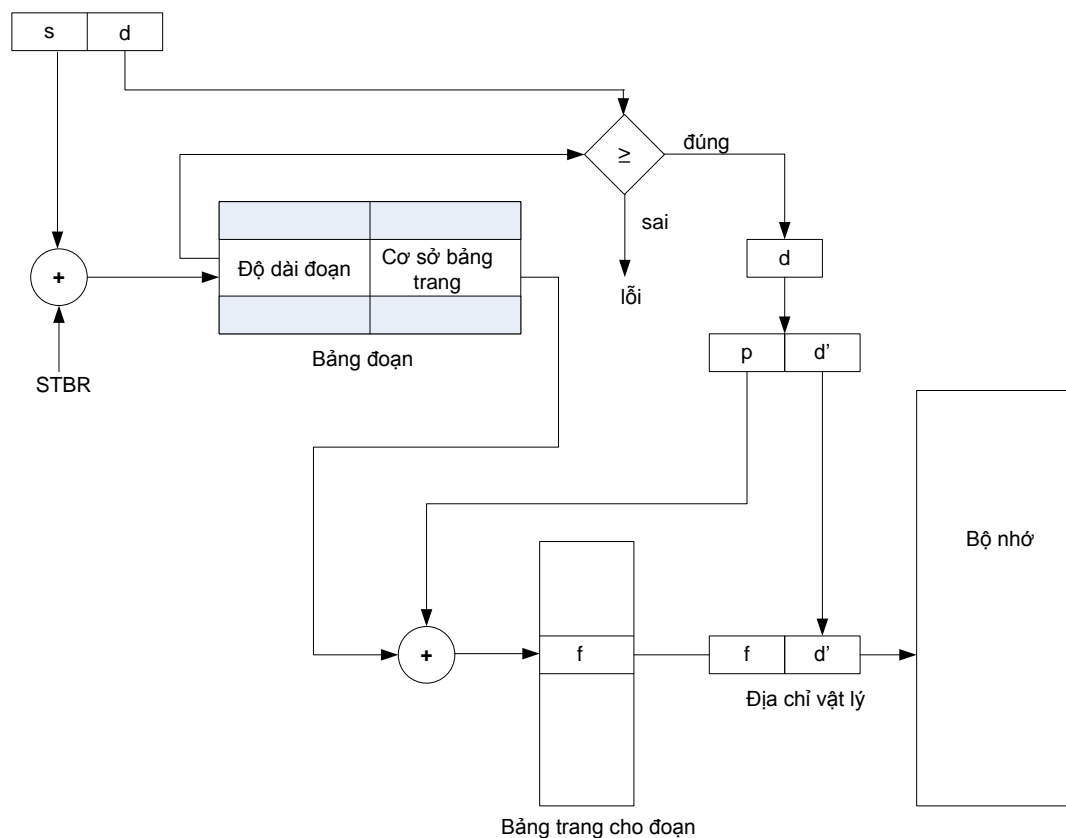 s d
đúng
≥
sai
+
Độ dài đoạn
Cơ sở bảng
trang
d
lỗi
Bảng đoạn
p d’
STBR
Bộ nhớ
+
f
f d’
Địa chỉ vật lý
Bảng trang cho đoạn